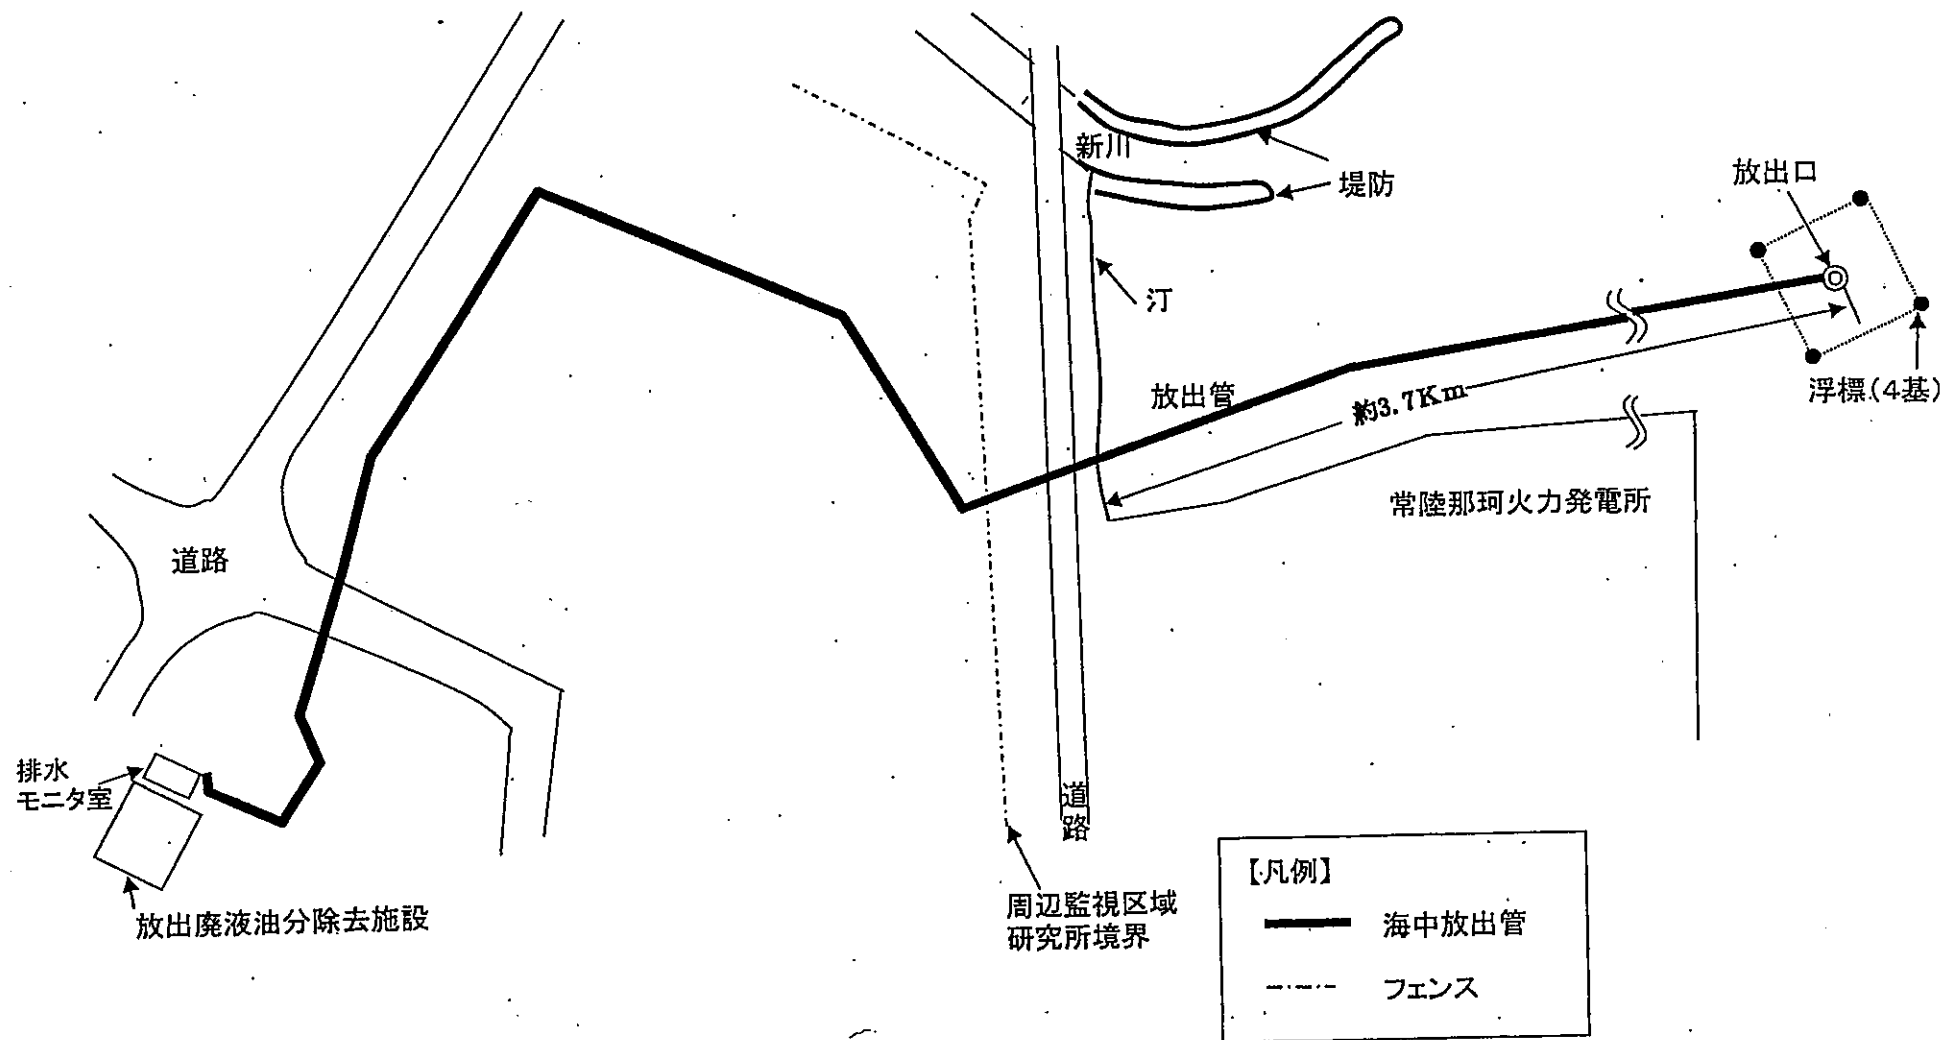 新川
堤防
放出口
汀
浮標(4基)
放出管
約3.7Km
常陸那珂火力発電所
道路
排水
モニタ室
放出廃液油分除去施設
道路
周辺監視区域
研究所境界
【凡例】
海中放出管
フェンス